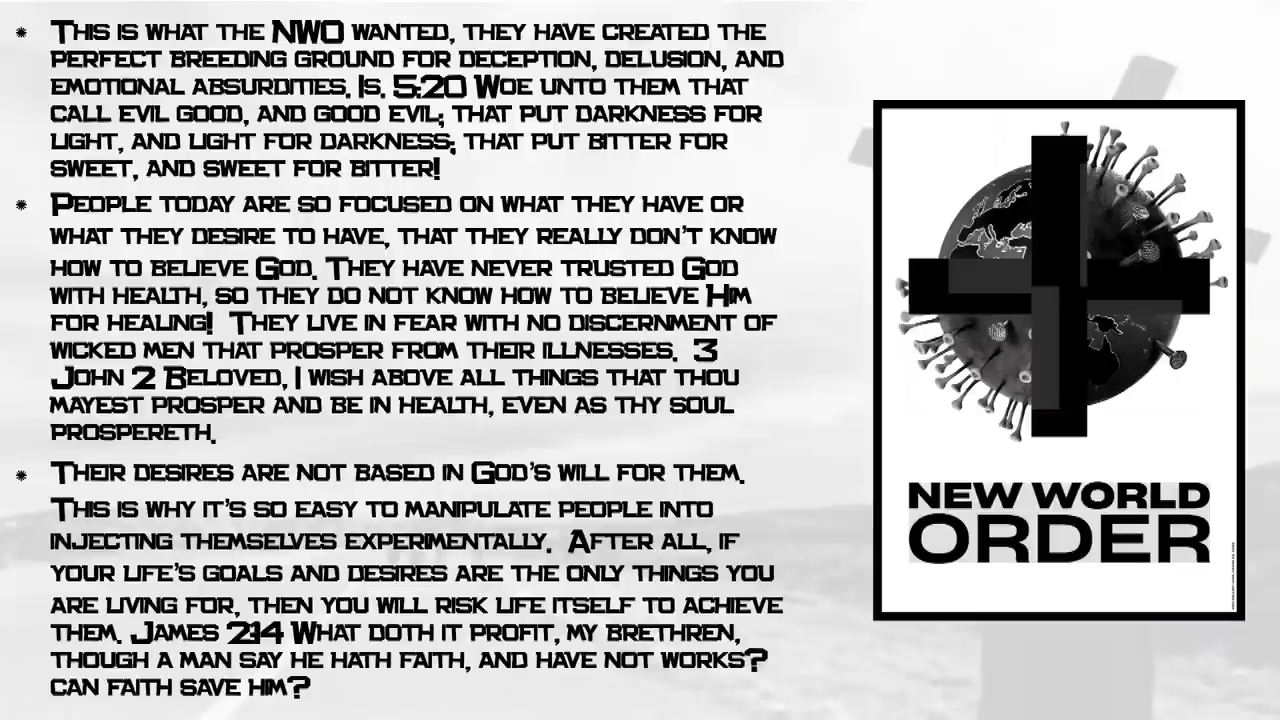 This is what the NWO wanted, they have created the
perfect breeding ground for deception, delusion, and
emotional absurdities. Is. 5:20 Woe unto them that
call evil good, and good evil; that put darkness for
light, and light for darkness; that put bitter for
sweet, and sweet for bitter!
People today are so focused on what they have or
what they desire to have, that they really don't know
how to believe God. They have never trusted God
with health, so they do not know how to believe Him
for healing! They live in fear with no discernment of
wicked men that prosper from their illnesses. 3
John 2 Beloved, I wish above all things that thou
mayest prosper and be in health, even as thy soul
prospereth.
Their desires are not based in God's will for them.
This is why it's so easy to manipulate people into
injecting themselves experimentally. After all, if
your life's goals and desires are the only things you
are living for, then you will risk life itself to achieve
them. James 2:14 What doth it profit, my brethren,
though a man say he hath faith, and have not works?
can faith save him?
NEW WORLD
ORDER